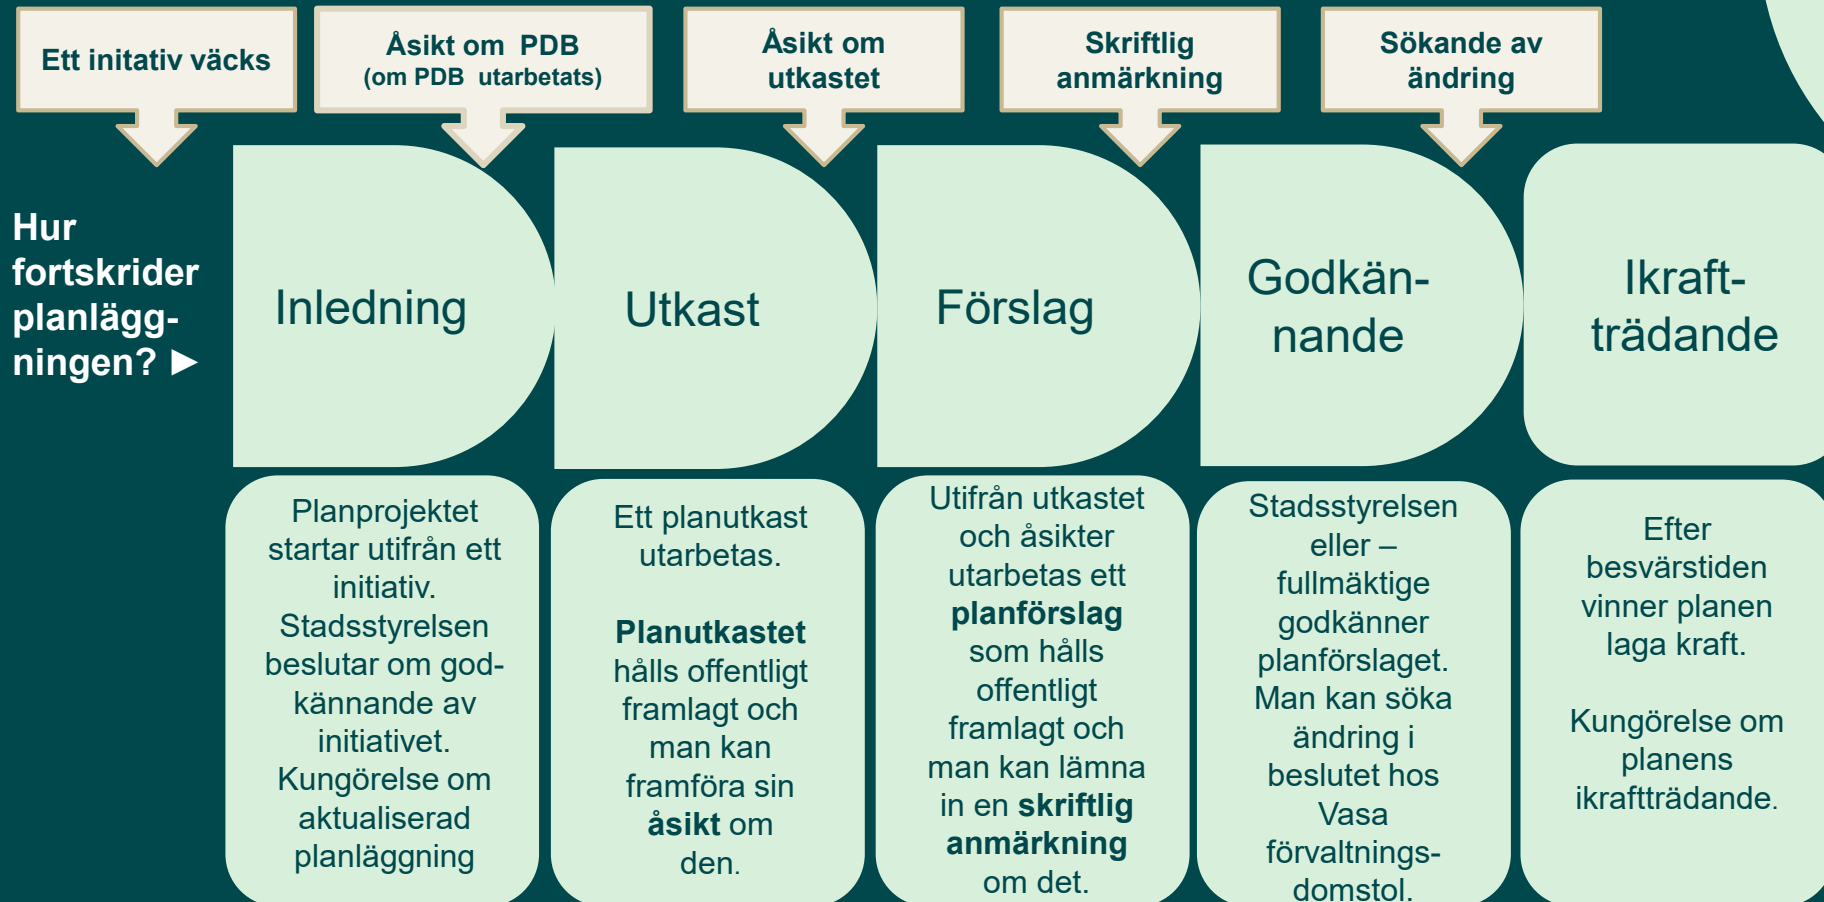 Ett initativ väcks
Åsikt om  PDB
(om PDB  utarbetats)
Åsikt om
utkastet
Skriftlig
anmärkning
Sökande av
ändring
Hur
fortskrider
planlägg-
ningen? ►
Inledning
Utkast
Förslag
Godkän-
nande
Ikraft-
trädande
Planprojektet
startar utifrån ett
initiativ.
Stadsstyrelsen
beslutar om god-
kännande av
initiativet.
Kungörelse om
aktualiserad
planläggning
Ett planutkast
utarbetas.
Planutkastet
hålls offentligt
framlagt och
man kan
framföra sin
åsikt om
den.
Utifrån utkastet
och åsikter
utarbetas ett
planförslag
som hålls
offentligt
framlagt och
man kan lämna
in en skriftlig
anmärkning
om det.
Stadsstyrelsen
eller –
fullmäktige
godkänner
planförslaget.
Man kan söka
ändring i
beslutet hos
Vasa
förvaltnings-
domstol.
Efter
besvärstiden
vinner planen
laga kraft.
Kungörelse om
planens
ikraftträdande.